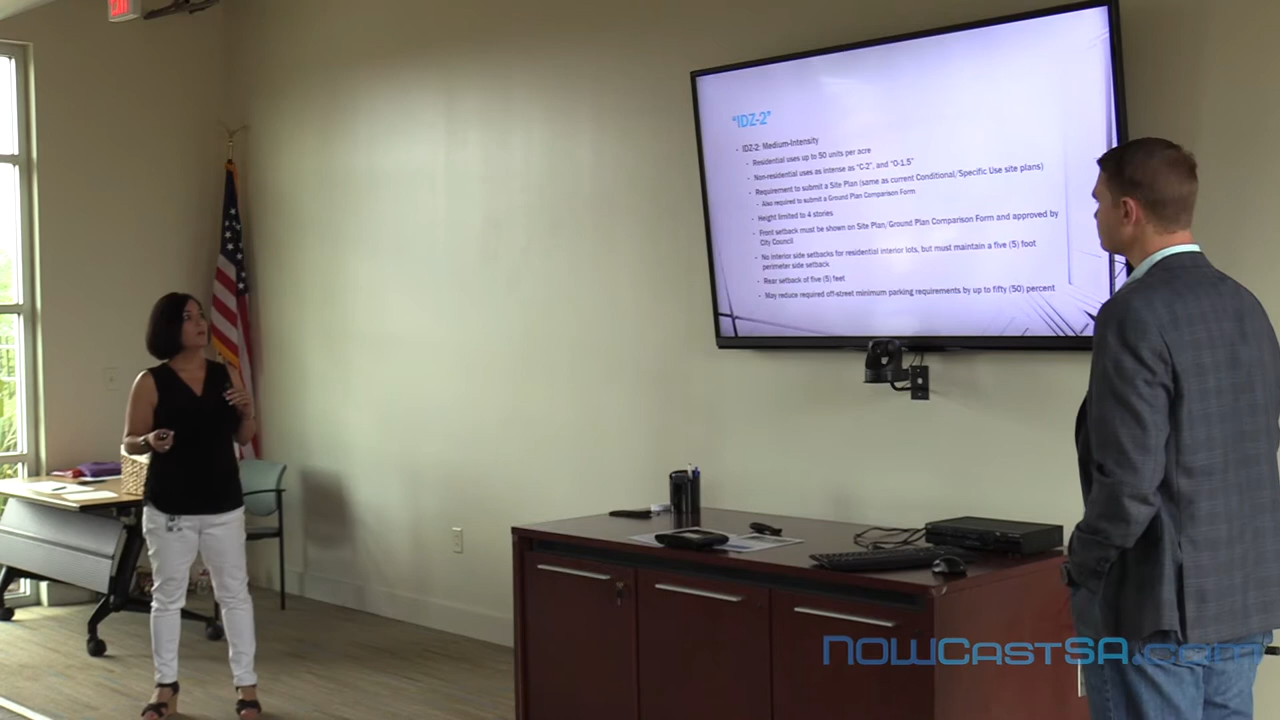 EXIT
"IDZ-2"
IDZ-2: Medium-Intensity
Residential uses up to 50 units per acre
Non-residential uses as intense as "C-2", and "O-1.5"
Requirement to submit a Site Plan (same as current Conditional/Specific Use site plans)
Also required to submit a Ground Plan Comparison Form
Height limited to 4 stories
Front setback must be shown on Site Plan/Ground Plan Comparison Form and approved by
City Council
No interior side setbacks for residential interior lots, but must maintain a five (5) foot
perimeter side setback
Rear setback of five (5) feet
May reduce required off-street minimum parking requirements by up to fifty (50) percent
NOWCastSA.com